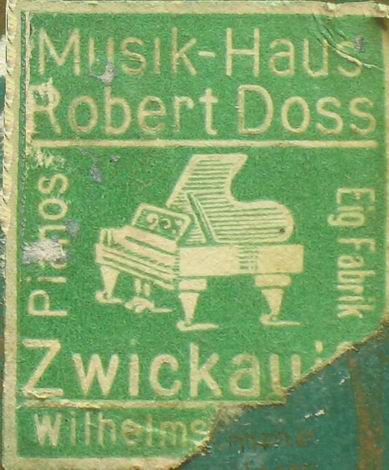 Musik-Haus
Robert Doss
Pianos
Eig Fabrik
Zwickau
Wilhelms